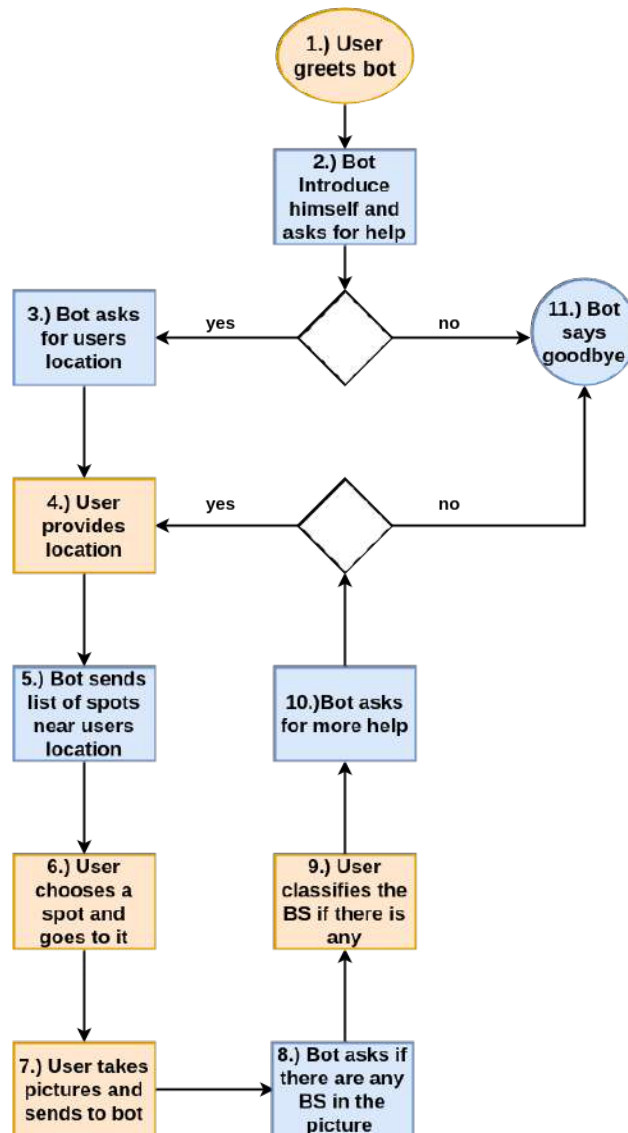 1.) User
greets bot
2.) Bot
Introduce
himself and
asks for help
3.) Bot asks
for users
location
yes
no
11.) Bot
says
goodbye
4.) User
provides
location
yes
no
5.) Bot sends
list of spots
near users
location
10.)Bot asks
for more help
6.) User
chooses a
spot and
goes to it
9.) User
classifies the
BS if there is
any
7.) User takes
pictures and
sends to bot
8.) Bot asks if
there are any
BS in the
picture